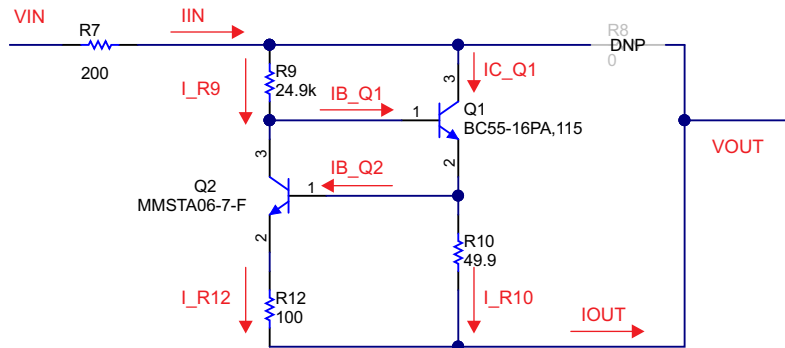 VIN
R7
200
IIN
R8
DNP
0
I_R9
R9
24.9k
IB_Q1
IC_Q1
3
1
Q1
BC55-16PA,115
2
VOUT
3
IB_Q2
1
Q2
MMSTA06-7-F
2
R10
49.9
I_R12
R12
100
I_R10
IOUT